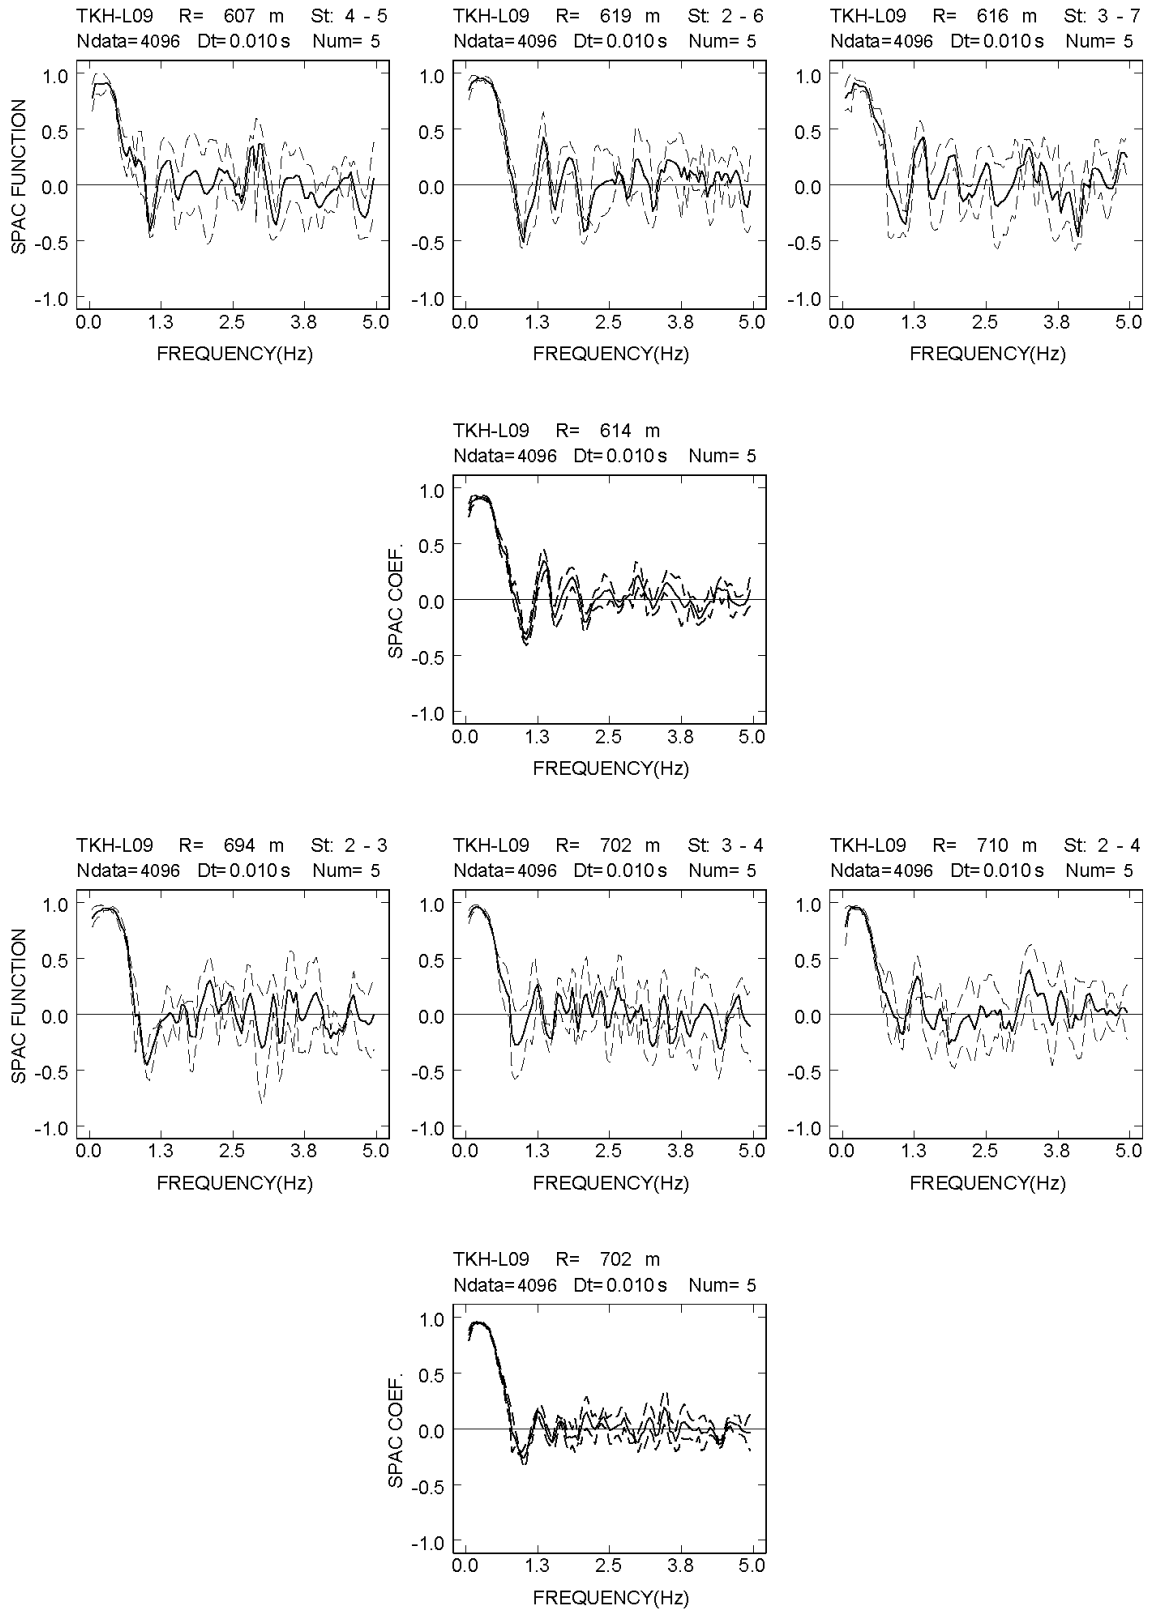 TKH-L09 R= 607 m St: 4 - 5
Ndata=4096 Dt=0.010 s Num= 5
TKH-L09 R= 619 m St: 2 - 6
Ndata=4096 Dt=0.010 s Num= 5
TKH-L09 R= 616 m St: 3 - 7
Ndata=4096 Dt=0.010 s Num= 5
SPAC FUNCTION
1.0
0.5
0.0
-0.5
-1.0
1.0
0.5
0.0
-0.5
-1.0
1.0
0.5
0.0
-0.5
-1.0
0.0 1.3 2.5 3.8 5.0
0.0 1.3 2.5 3.8 5.0
0.0 1.3 2.5 3.8 5.0
FREQUENCY(Hz)
FREQUENCY(Hz)
FREQUENCY(Hz)
TKH-L09 R= 614 m
Ndata=4096 Dt=0.010 s Num= 5
SPAC COEF.
1.0
0.5
0.0
-0.5
-1.0
0.0 1.3 2.5 3.8 5.0
FREQUENCY(Hz)
TKH-L09 R= 694 m St: 2 - 3
Ndata=4096 Dt=0.010 s Num= 5
TKH-L09 R= 702 m St: 3 - 4
Ndata=4096 Dt=0.010 s Num= 5
TKH-L09 R= 710 m St: 2 - 4
Ndata=4096 Dt=0.010 s Num= 5
SPAC FUNCTION
1.0
0.5
0.0
-0.5
-1.0
1.0
0.5
0.0
-0.5
-1.0
1.0
0.5
0.0
-0.5
-1.0
0.0 1.3 2.5 3.8 5.0
0.0 1.3 2.5 3.8 5.0
0.0 1.3 2.5 3.8 5.0
FREQUENCY(Hz)
FREQUENCY(Hz)
FREQUENCY(Hz)
TKH-L09 R= 702 m
Ndata=4096 Dt=0.010 s Num= 5
SPAC COEF.
1.0
0.5
0.0
-0.5
-1.0
0.0 1.3 2.5 3.8 5.0
FREQUENCY(Hz)